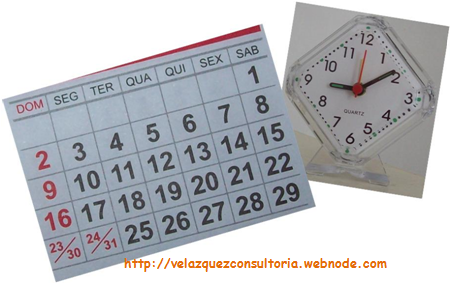 DOM SEG TER QUA QUI SEX SAB
1
2 3 4 5 6 7 8
9 10 11 12 13 14 15
16 17 18 19 20 21 22
23/30 24/31 25 26 27 28 29
12
1
2
3
4
5
6
7
8
9
10
11
QUARTZ
http://velazquezconsultoria.webnode.com